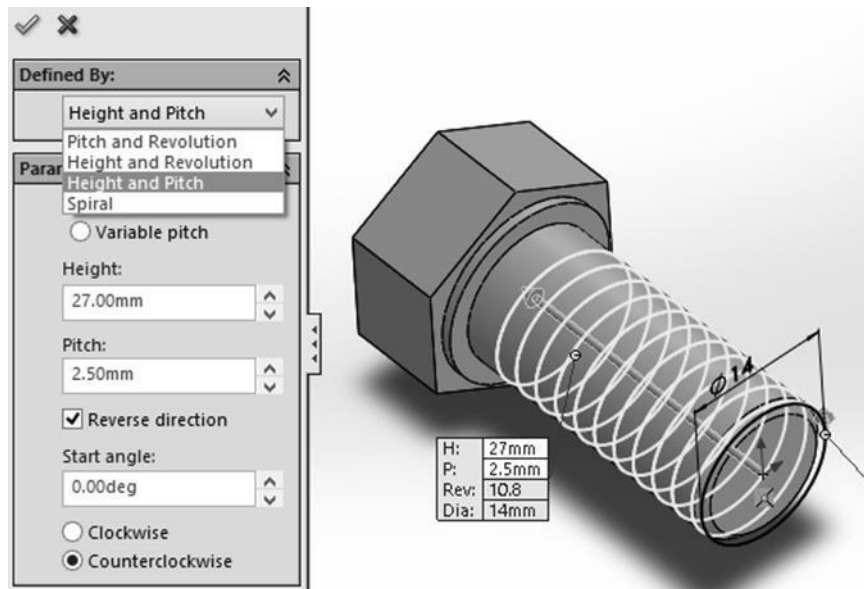 Defined By:
Height and Pitch
Pitch and Revolution
Height and Revolution
Height and Pitch
Spiral
Variable pitch
Height:
27.00mm
Pitch:
2.50mm
Reverse direction
Start angle:
0.00deg
Clockwise
Counterclockwise
Ø 14
H: 27mm
P: 2.5mm
Rev: 10.8
Dia: 14mm